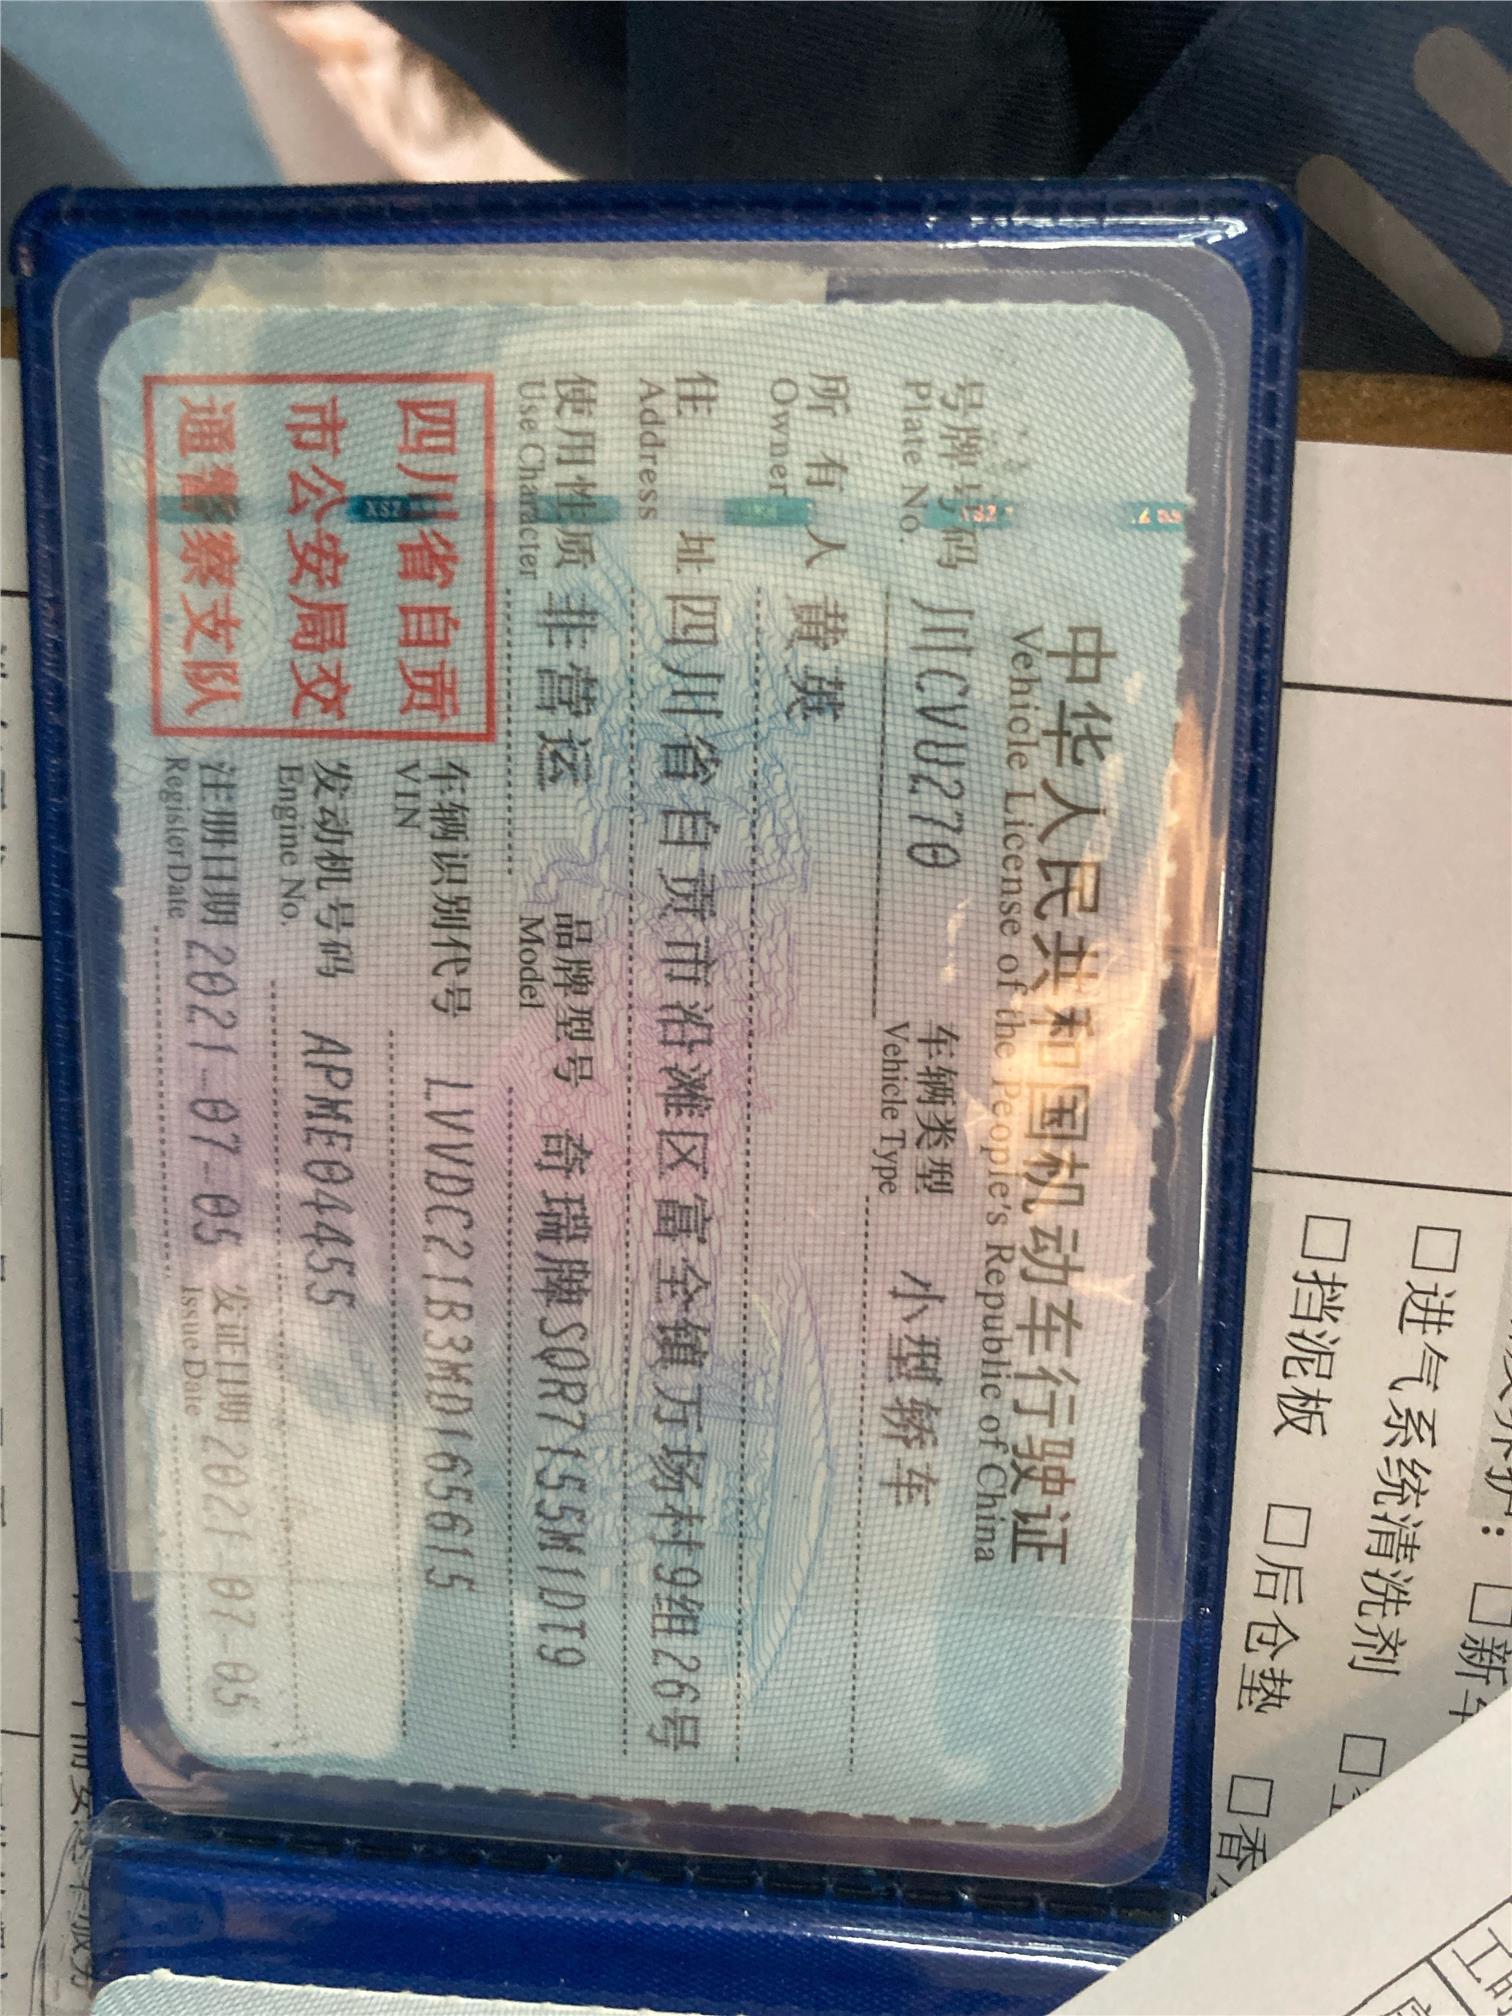 中华人民共和国机动车行驶证
Vehicle License of the People's Republic of China
号牌号码 川CVU270 车辆类型 小型轿车
Plate No. Vehicle Type
所有人 黄英
Owner
住址 四川省自贡市沿滩区富全镇万场村9组26号
Address
使用性质 非营运 品牌型号 奇瑞牌SQR7155M1DT9
Use Character Model
四川省自贡
市公安局交
通警察支队
车辆识别代号 LVVDC21B3MD165615
VIN
发动机号码 APME04455
Engine No.
注册日期 2021-07-05 发证日期 2021-07-05
Register Date Issue Date
□进气系统清洗剂
□挡泥板 □后仓垫